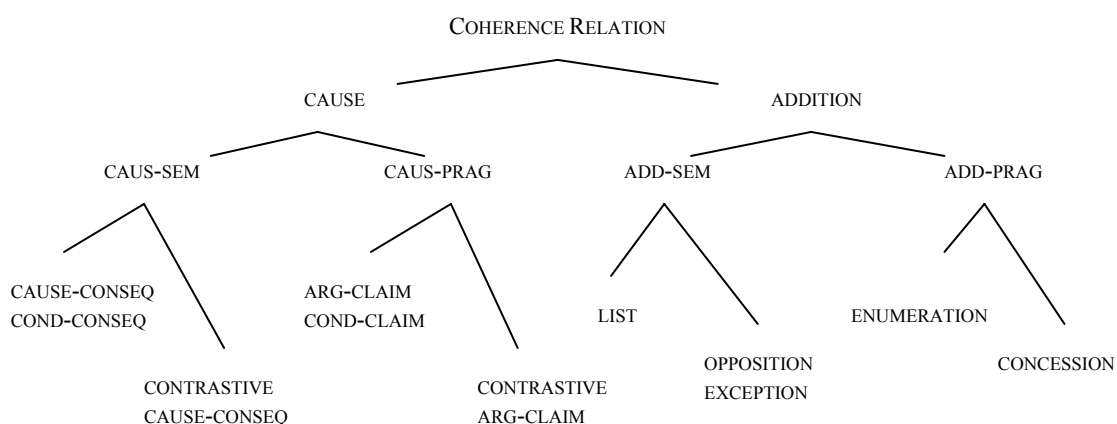 COHERENCE RELATION
CAUSE
ADDITION
CAUS-SEM
CAUS-PRAG
ADD-SEM
ADD-PRAG
CAUSE-CONSEQ
COND-CONSEQ
ARG-CLAIM
COND-CLAIM
LIST
ENUMERATION
CONTRASTIVE
CAUSE-CONSEQ
CONTRASTIVE
ARG-CLAIM
OPPOSITION
EXCEPTION
CONCESSION